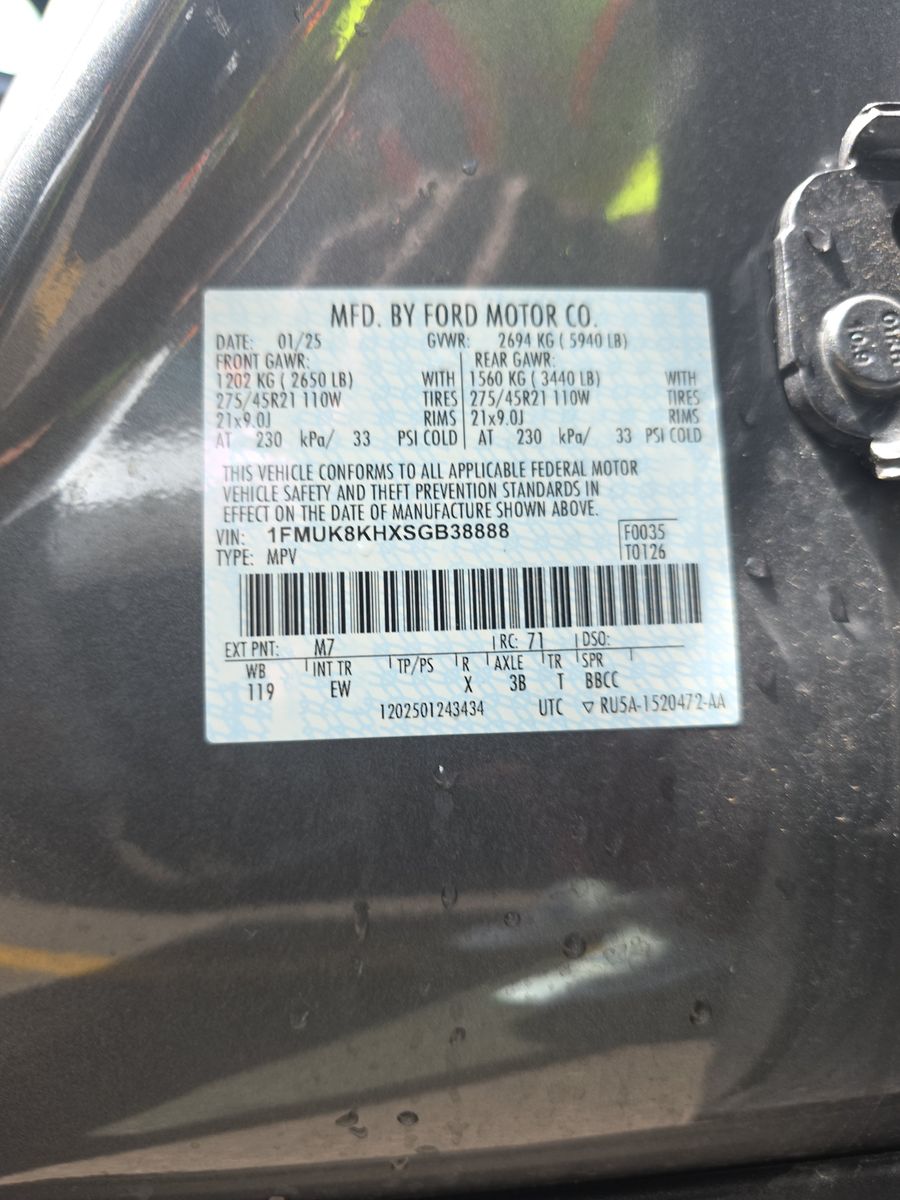 MFD. BY FORD MOTOR CO.
DATE: 01/25 GVWR: 2694 KG ( 5940 LB)
FRONT GAWR: REAR GAWR:
1202 KG ( 2650 LB) WITH 1560 KG ( 3440 LB) WITH
275/45R21 110W TIRES 275/45R21 110W TIRES
21x9.0J RIMS 21x9.0J RIMS
AT 230 kPa/ 33 PSI COLD AT 230 kPa/ 33 PSI COLD
THIS VEHICLE CONFORMS TO ALL APPLICABLE FEDERAL MOTOR
VEHICLE SAFETY AND THEFT PREVENTION STANDARDS IN
EFFECT ON THE DATE OF MANUFACTURE SHOWN ABOVE.
VIN: 1FMUK8KHXSGB38888 F0035
TYPE: MPV T0126
EXT PNT: M7 RC: 71 DSO:
WB INT TR TP/PS R AXLE TR SPR
119 EW X 3B T BBCC
1202501243434 UTC ▽ RU5A-1520472-AA